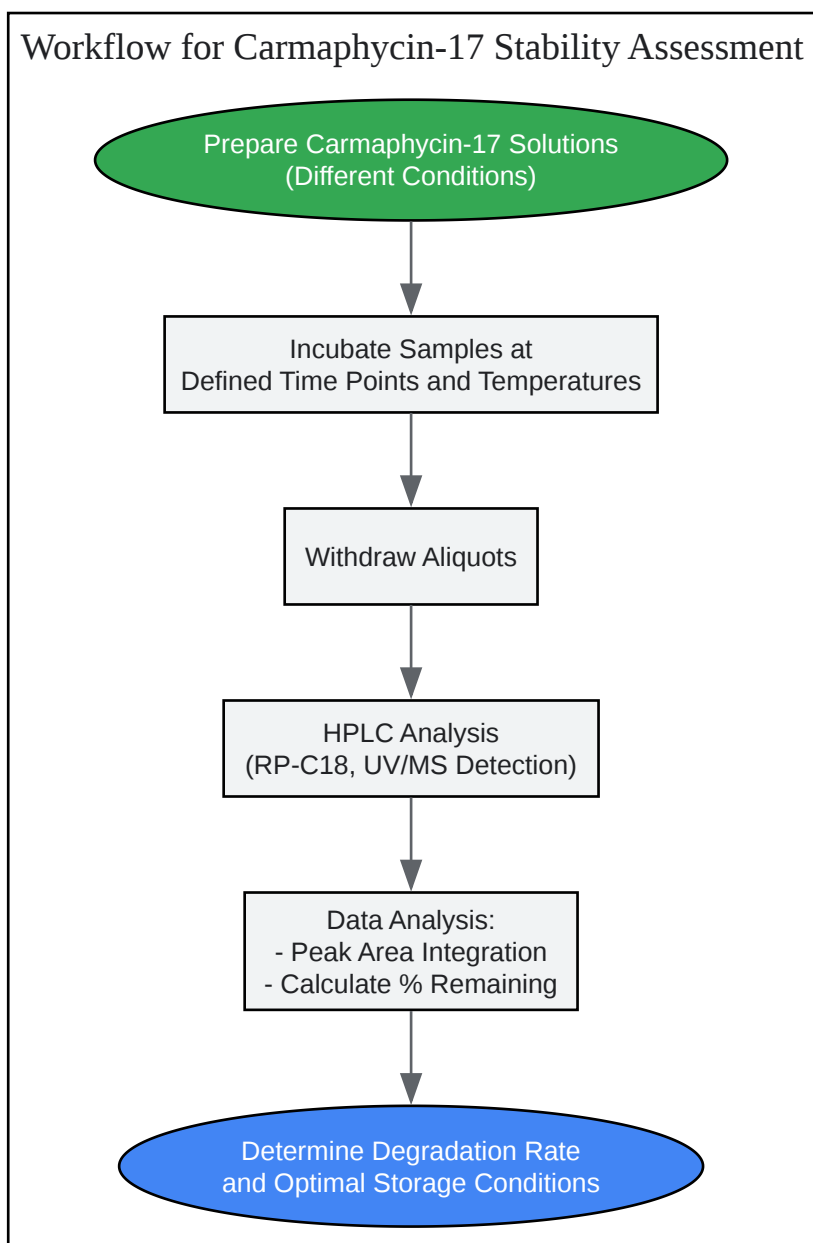 Workflow for Carmaphycin-17 Stability Assessment
Prepare Carmaphycin-17 Solutions
(Different Conditions)
Incubate Samples at
Defined Time Points and Temperatures
Withdraw Aliquots
HPLC Analysis
(RP-C18, UV/MS Detection)
Data Analysis:
- Peak Area Integration
- Calculate % Remaining
Determine Degradation Rate
and Optimal Storage Conditions